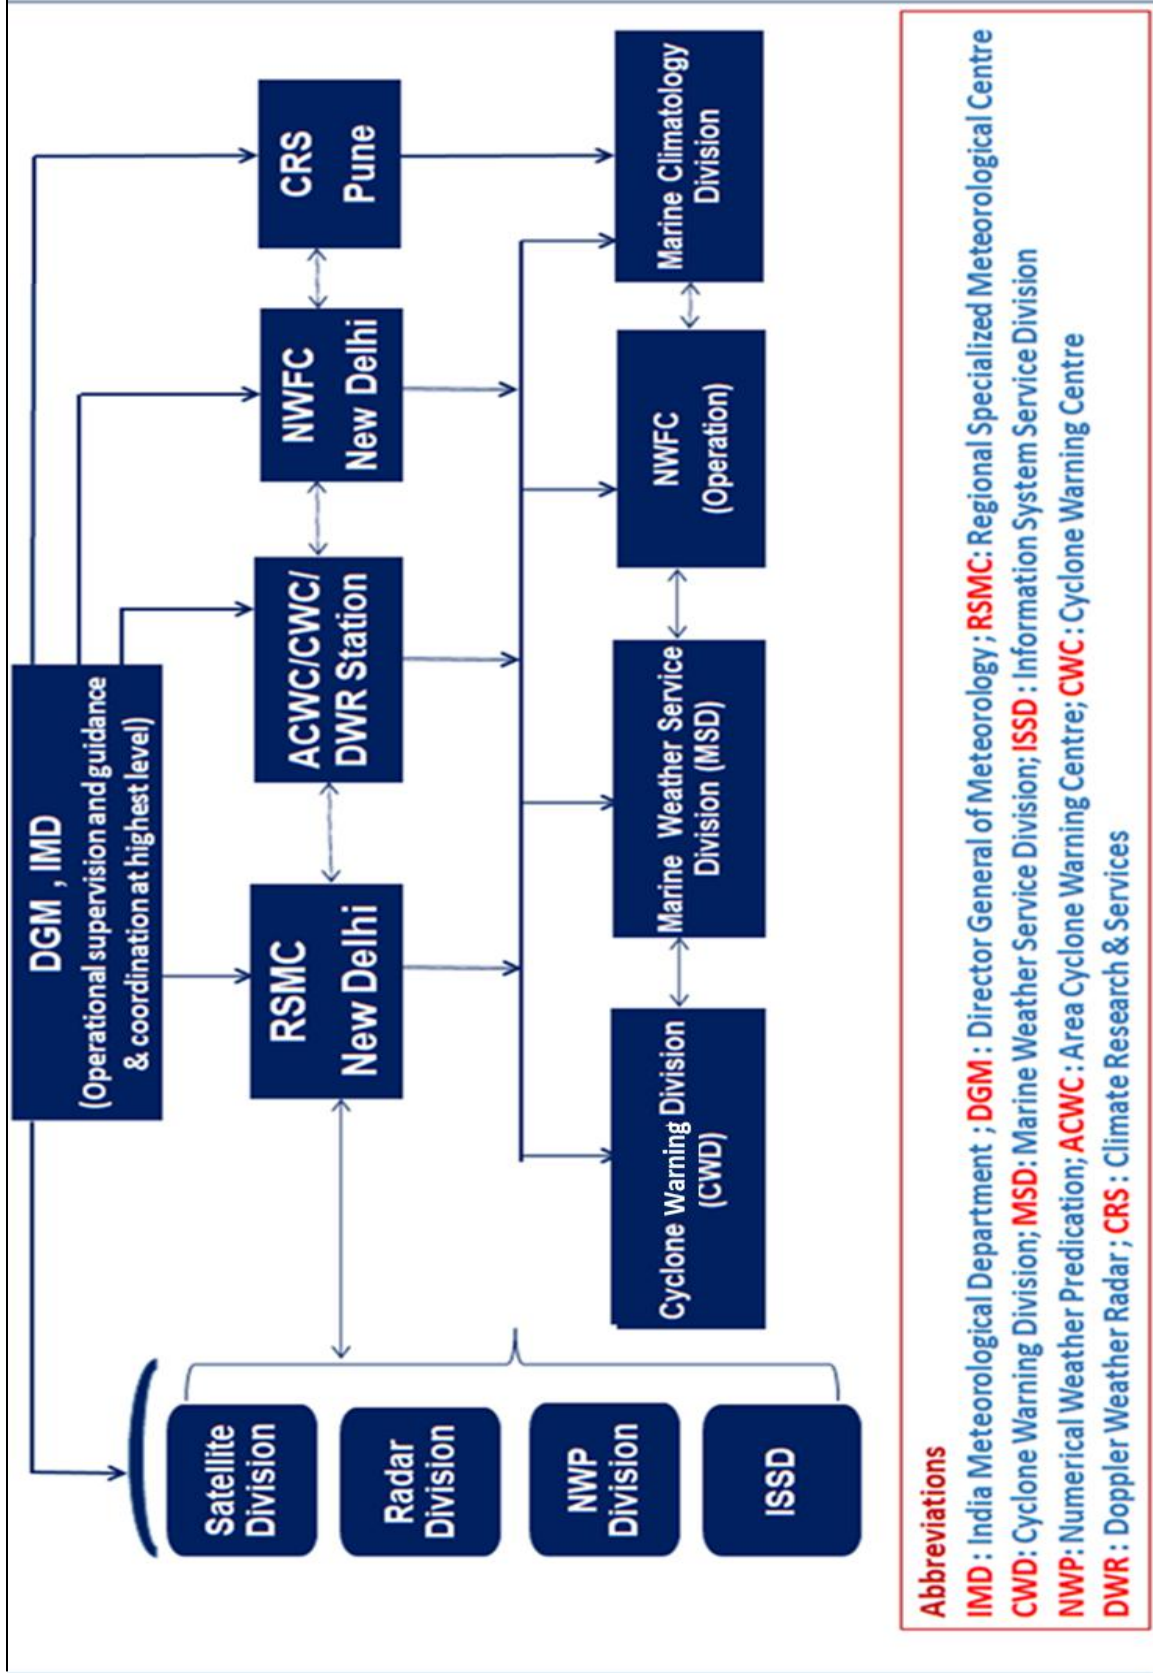 DGM , IMD
(Operational supervision and guidance
& coordination at highest level)
Satellite
Division
Radar
Division
NWP
Division
ISSD
RSMC
New Delhi
ACWC/CWC/
DWR Station
NWFC
New Delhi
CRS
Pune
Cyclone Warning Division
(CWD)
Marine Weather Service
Division (MSD)
NWFC
(Operation)
Marine Climatology
Division
Abbreviations
IMD : India Meteorological Department ; DGM : Director General of Meteorology ; RSMC: Regional Specialized Meteorological Centre
CWD: Cyclone Warning Division; MSD: Marine Weather Service Division; ISSD : Information System Service Division
NWP: Numerical Weather Predication; ACWC : Area Cyclone Warning Centre; CWC : Cyclone Warning Centre
DWR : Doppler Weather Radar ; CRS : Climate Research & Services